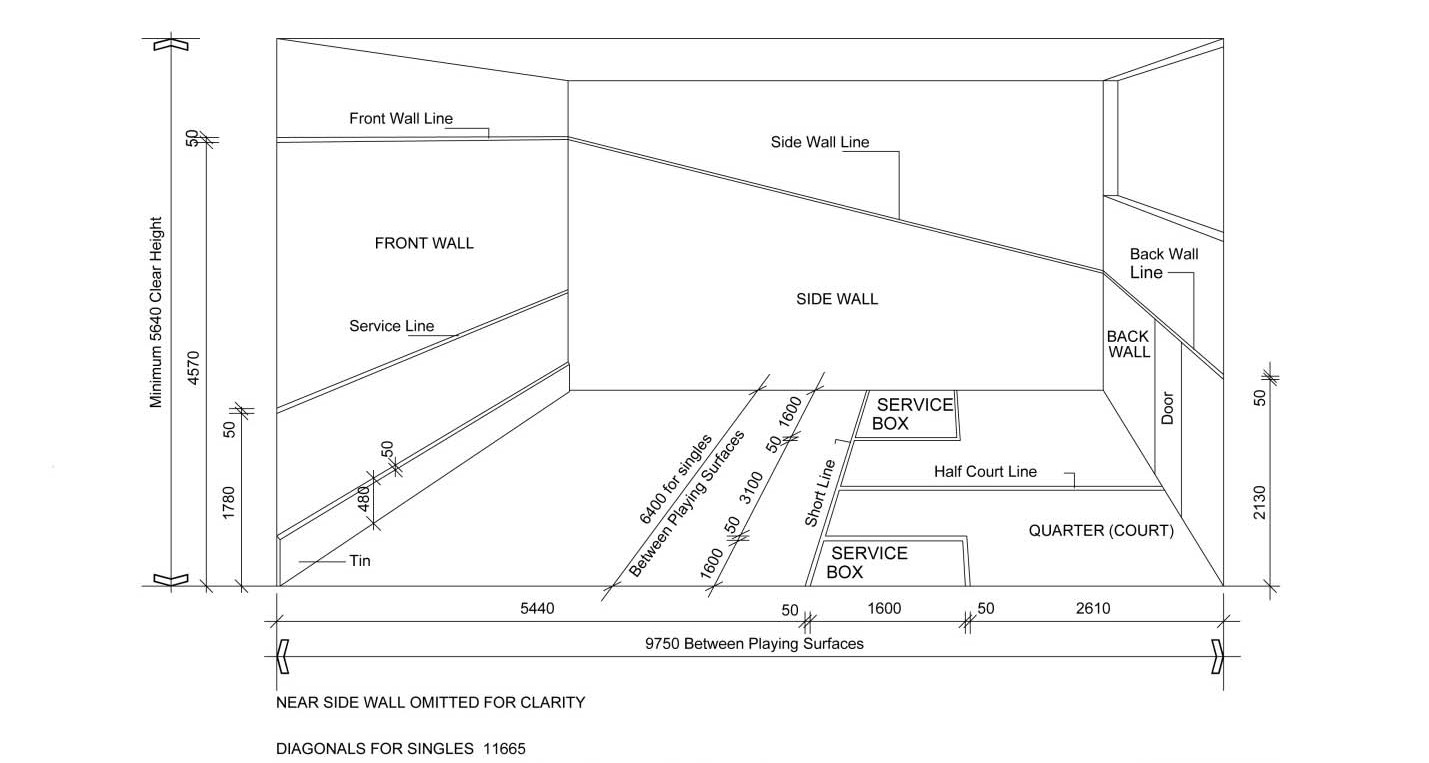 Front Wall Line
50
Side Wall Line
FRONT WALL
Back Wall
Line
Minimum 5640 Clear Height
SIDE WALL
Service Line
BACK
WALL
4570
50
50
1600
SERVICE
BOX
Door
50
50
6400 for singles
Between Playing Surfaces
Half Court Line
480
3100
Short Line
1780
2130
50
QUARTER (COURT)
Tin
1600
SERVICE
BOX
5440
50
1600
50
2610
9750 Between Playing Surfaces
NEAR SIDE WALL OMITTED FOR CLARITY
DIAGONALS FOR SINGLES 11665